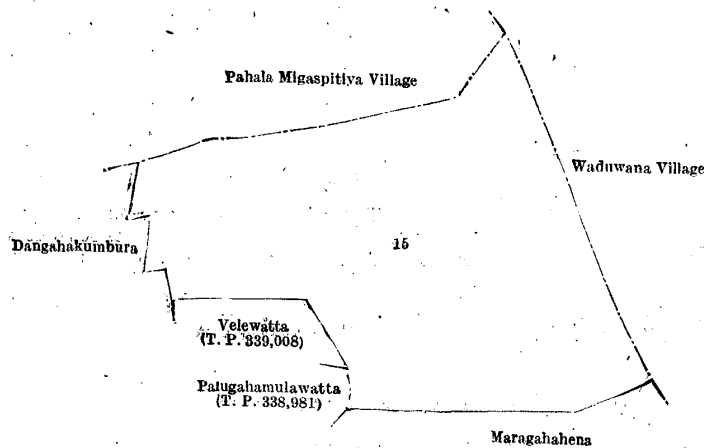 Pahala Migaspitiya Village
Waduwana Village
Dangahakumbura
15
Velewatta
(T. P. 339,008)
Palugahamulawatta
(T. P. 338,981)
Maragahahena